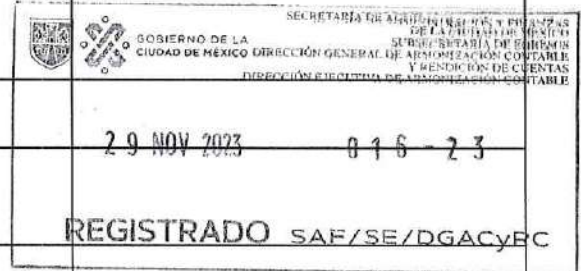 SECRETARÍA DE ADMINISTRACIÓN Y FINANZAS
DE LA CIUDAD DE MÉXICO
SUBSECRETARÍA DE EGRESOS
GOBIERNO DE LA
CIUDAD DE MÉXICO
DIRECCIÓN GENERAL DE ARMONIZACIÓN CONTABLE
Y RENDICIÓN DE CUENTAS
DIRECCIÓN EJECUTIVA DE ARMONIZACIÓN CONTABLE
29 NOV 2023 016-23
REGISTRADO SAF/SE/DGACyRC